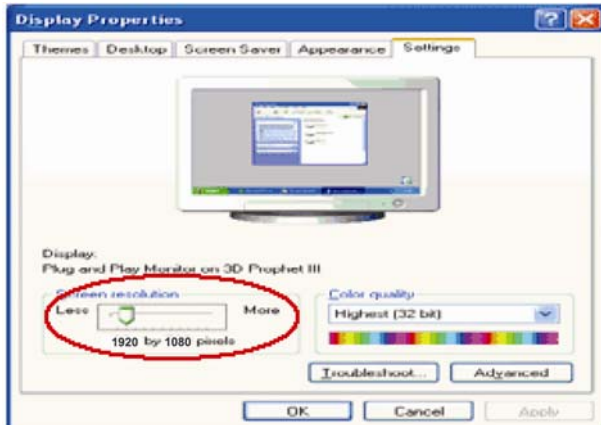 Display Properties
Themes Desktop Screen Saver Appearance Settings
Display:
Plug and Play Monitor on 3D Prophet III
Screen resolution
Less More
1920 by 1080 pixels
Color quality
Highest (32 bit)
Troubleshoot... Advanced
OK Cancel Apply